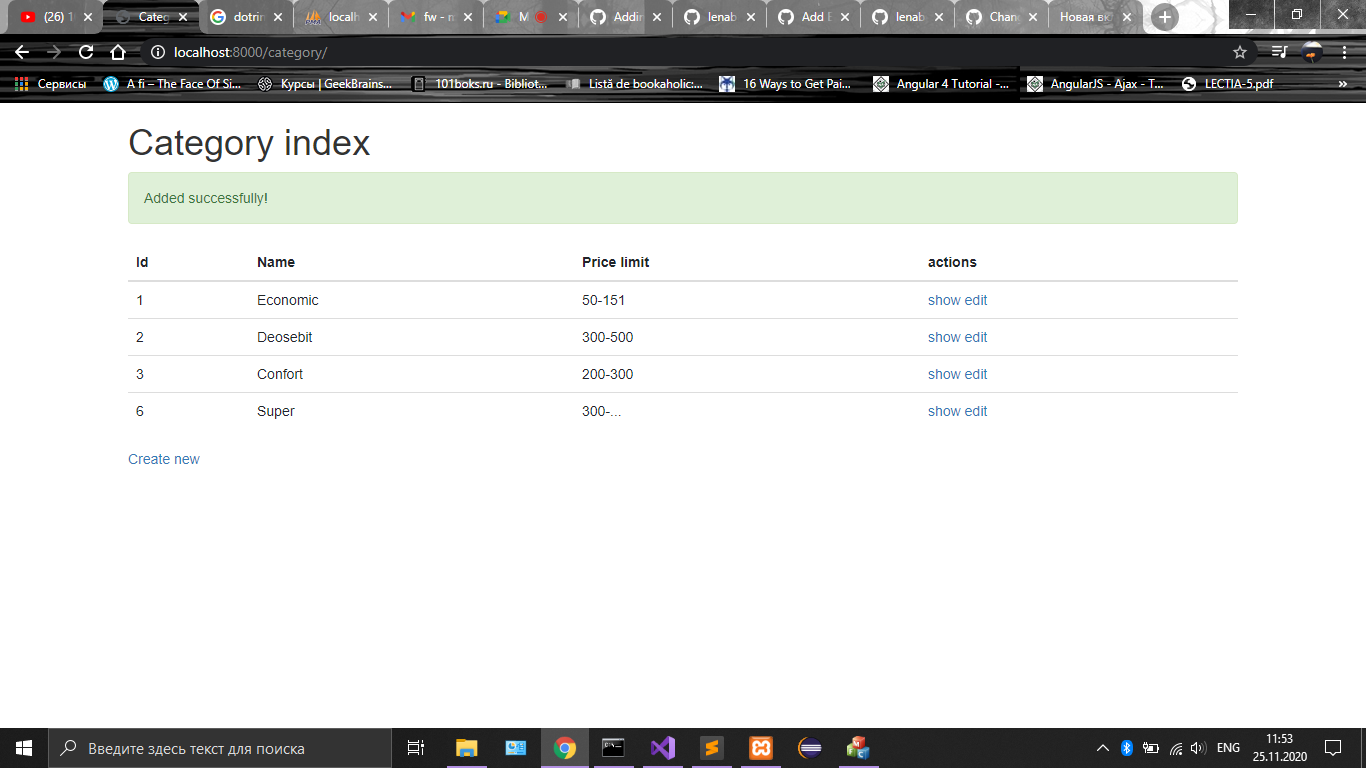 (26) 1 Categ dotrin localh fw - n M Addin lenab Add E lenab Chang Новая вк
localhost:8000/category/
Сервисы A fi – The Face Of Si... Курсы | GeekBrains... 101boks.ru - Bibliot... Listă de bookaholic:... 16 Ways to Get Pai... Angular 4 Tutorial -... AngularJS - Ajax - T... LECTIA-5.pdf »
Category index
Added successfully!
Id Name Price limit actions
1 Economic 50-151 show edit
2 Deosebit 300-500 show edit
3 Confort 200-300 show edit
6 Super 300-... show edit
Create new
Введите здесь текст для поиска
ENG
11:53
25.11.2020